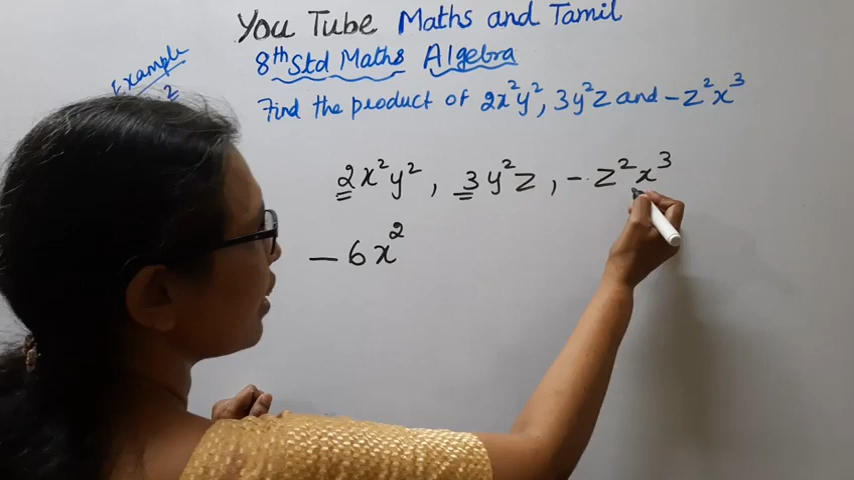 You Tube Maths and Tamil
8th Std Maths Algebra
Example
2
Find the product of 2x²y², 3y²z and -z²x³
2x²y², 3y²z, -z²x³
-6x²